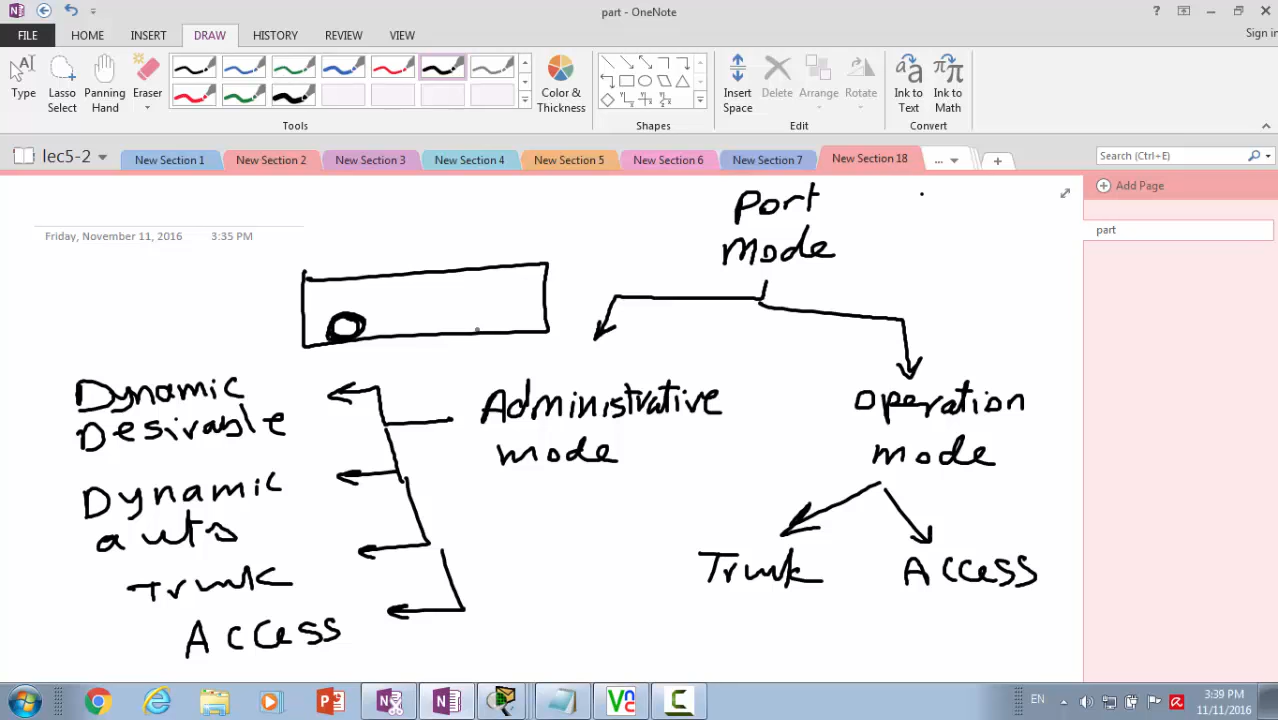 part - OneNote
Sign in
FILE HOME INSERT DRAW HISTORY REVIEW VIEW
Type
Lasso Select
Panning Hand
Eraser
Color & Thickness
Insert Space
Delete
Arrange
Rotate
Ink to Text
Ink to Math
Tools
Shapes
Edit
Convert
lec5-2
New Section 1 New Section 2 New Section 3 New Section 4 New Section 5 New Section 6 New Section 7 New Section 18 ...
Search (Ctrl+E)
Add Page
part
Friday, November 11, 2016 3:35 PM
Port
Mode
Administrative
mode
Operation
mode
Dynamic
Desirable
Dynamic
auto
Trunk
Access
Trunk
Access
EN
3:39 PM
11/11/2016